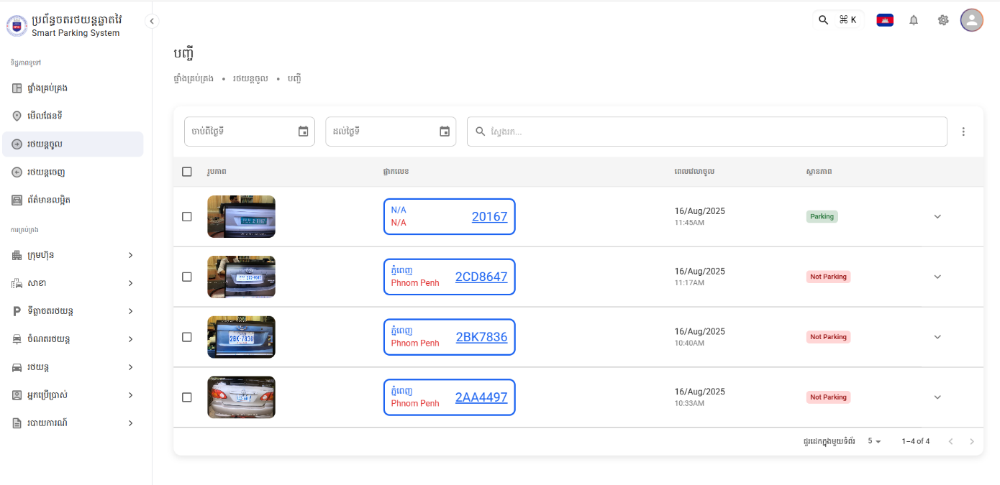 ប្រព័ន្ធចតរថយន្តឆ្លាតវៃ
Smart Parking System
⌘ K
ទិដ្ឋភាពទូទៅ
ផ្ទាំងគ្រប់គ្រង
មើលផែនទី
រថយន្តចូល
រថយន្តចេញ
ព័ត៌មានលម្អិត
ការគ្រប់គ្រង
ក្រុមហ៊ុន
សាខា
ទីធ្លាចតរថយន្ត
ចំណតរថយន្ត
រថយន្ត
អ្នកប្រើប្រាស់
របាយការណ៍
បញ្ជី
ផ្ទាំងគ្រប់គ្រង • រថយន្តចូល • បញ្ជី
ចាប់ពីថ្ងៃទី
ដល់ថ្ងៃទី
ស្វែងរក...
រូបភាព ផ្លាកលេខ ពេលវេលាចូល ស្ថានភាព
N/A
N/A
20167
16/Aug/2025
11:45AM
Parking
2CD-8647
ភ្នំពេញ
Phnom Penh
2CD8647
16/Aug/2025
11:17AM
Not Parking
2BK-7836
ភ្នំពេញ
Phnom Penh
2BK7836
16/Aug/2025
10:40AM
Not Parking
ភ្នំពេញ
Phnom Penh
2AA4497
16/Aug/2025
10:33AM
Not Parking
ជួរដេកក្នុងមួយទំព័រ 5 1–4 of 4